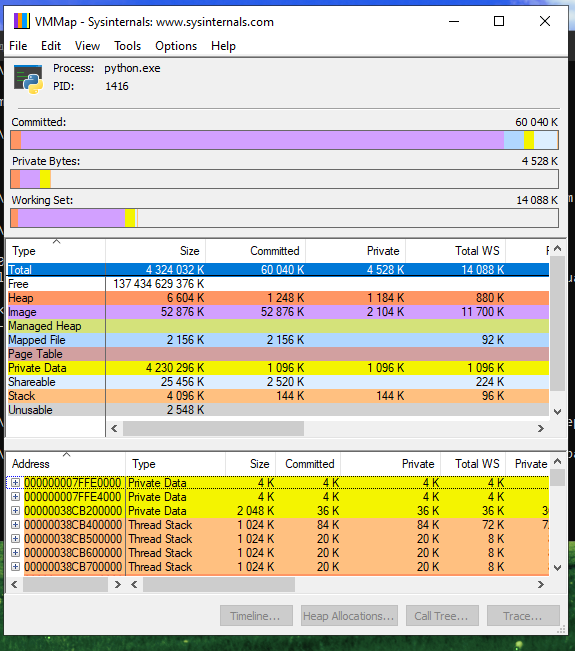 VMMap - Sysinternals: www.sysinternals.com
File Edit View Tools Options Help
Process: python.exe
PID: 1416
Committed: 60 040 K
Private Bytes: 4 528 K
Working Set: 14 088 K
Type Size Committed Private Total WS
Total 4 324 032 K 60 040 K 4 528 K 14 088 K
Free 137 434 629 376 K
Heap 6 604 K 1 248 K 1 184 K 880 K
Image 52 876 K 52 876 K 2 104 K 11 700 K
Managed Heap
Mapped File 2 156 K 2 156 K 92 K
Page Table
Private Data 4 230 296 K 1 096 K 1 096 K 1 096 K
Shareable 25 456 K 2 520 K 224 K
Stack 4 096 K 144 K 144 K 96 K
Unusable 2 548 K
Address Type Size Committed Private Total WS Private
000000007FFE0000 Private Data 4 K 4 K 4 K 4 K
000000007FFE4000 Private Data 4 K 4 K 4 K 4 K
00000038CB200000 Private Data 2 048 K 36 K 36 K 36 K
00000038CB400000 Thread Stack 1 024 K 84 K 84 K 72 K
00000038CB500000 Thread Stack 1 024 K 20 K 20 K 8 K
00000038CB600000 Thread Stack 1 024 K 20 K 20 K 8 K
00000038CB700000 Thread Stack 1 024 K 20 K 20 K 8 K
Timeline... Heap Allocations... Call Tree... Trace...